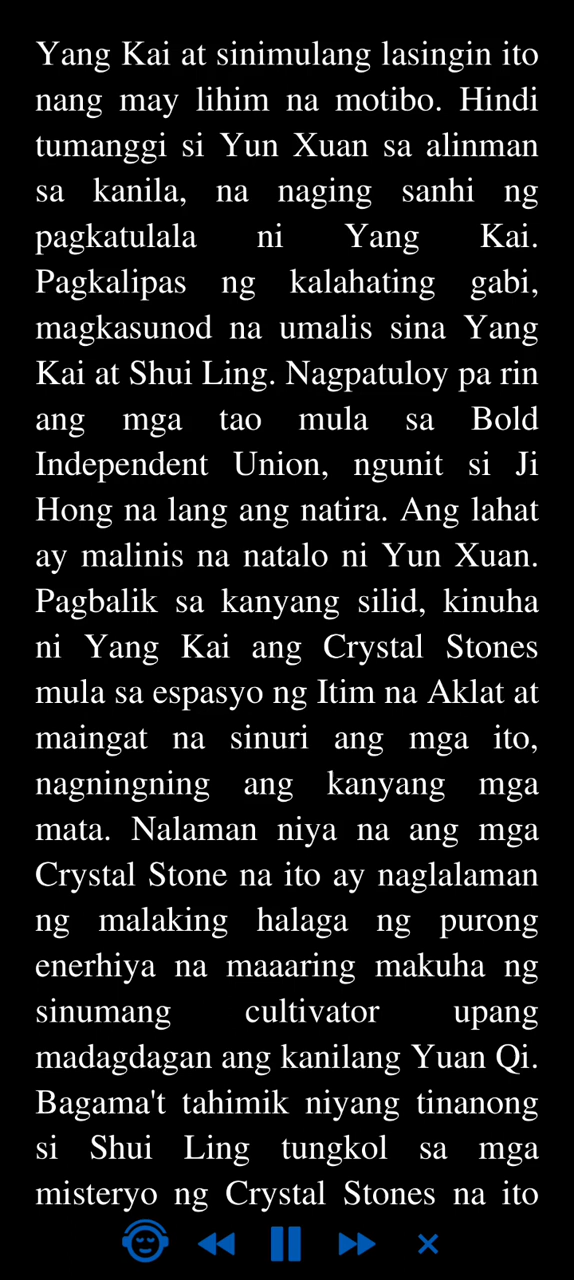 Yang Kai at sinimulang lasingin ito
nang may lihim na motibo. Hindi
tumanggi si Yun Xuan sa alinman
sa kanila, na naging sanhi ng
pagkatulala ni Yang Kai.
Pagkalipas ng kalahating gabi,
magkasunod na umalis sina Yang
Kai at Shui Ling. Nagpatuloy pa rin
ang mga tao mula sa Bold
Independent Union, ngunit si Ji
Hong na lang ang natira. Ang lahat
ay malinis na natalo ni Yun Xuan.
Pagbalik sa kanyang silid, kinuha
ni Yang Kai ang Crystal Stones
mula sa espasyo ng Itim na Aklat at
maingat na sinuri ang mga ito,
nagningning ang kanyang mga
mata. Nalaman niya na ang mga
Crystal Stone na ito ay naglalaman
ng malaking halaga ng purong
enerhiya na maaaring makuha ng
sinumang cultivator upang
madagdagan ang kanilang Yuan Qi.
Bagama't tahimik niyang tinanong
si Shui Ling tungkol sa mga
misteryo ng Crystal Stones na ito